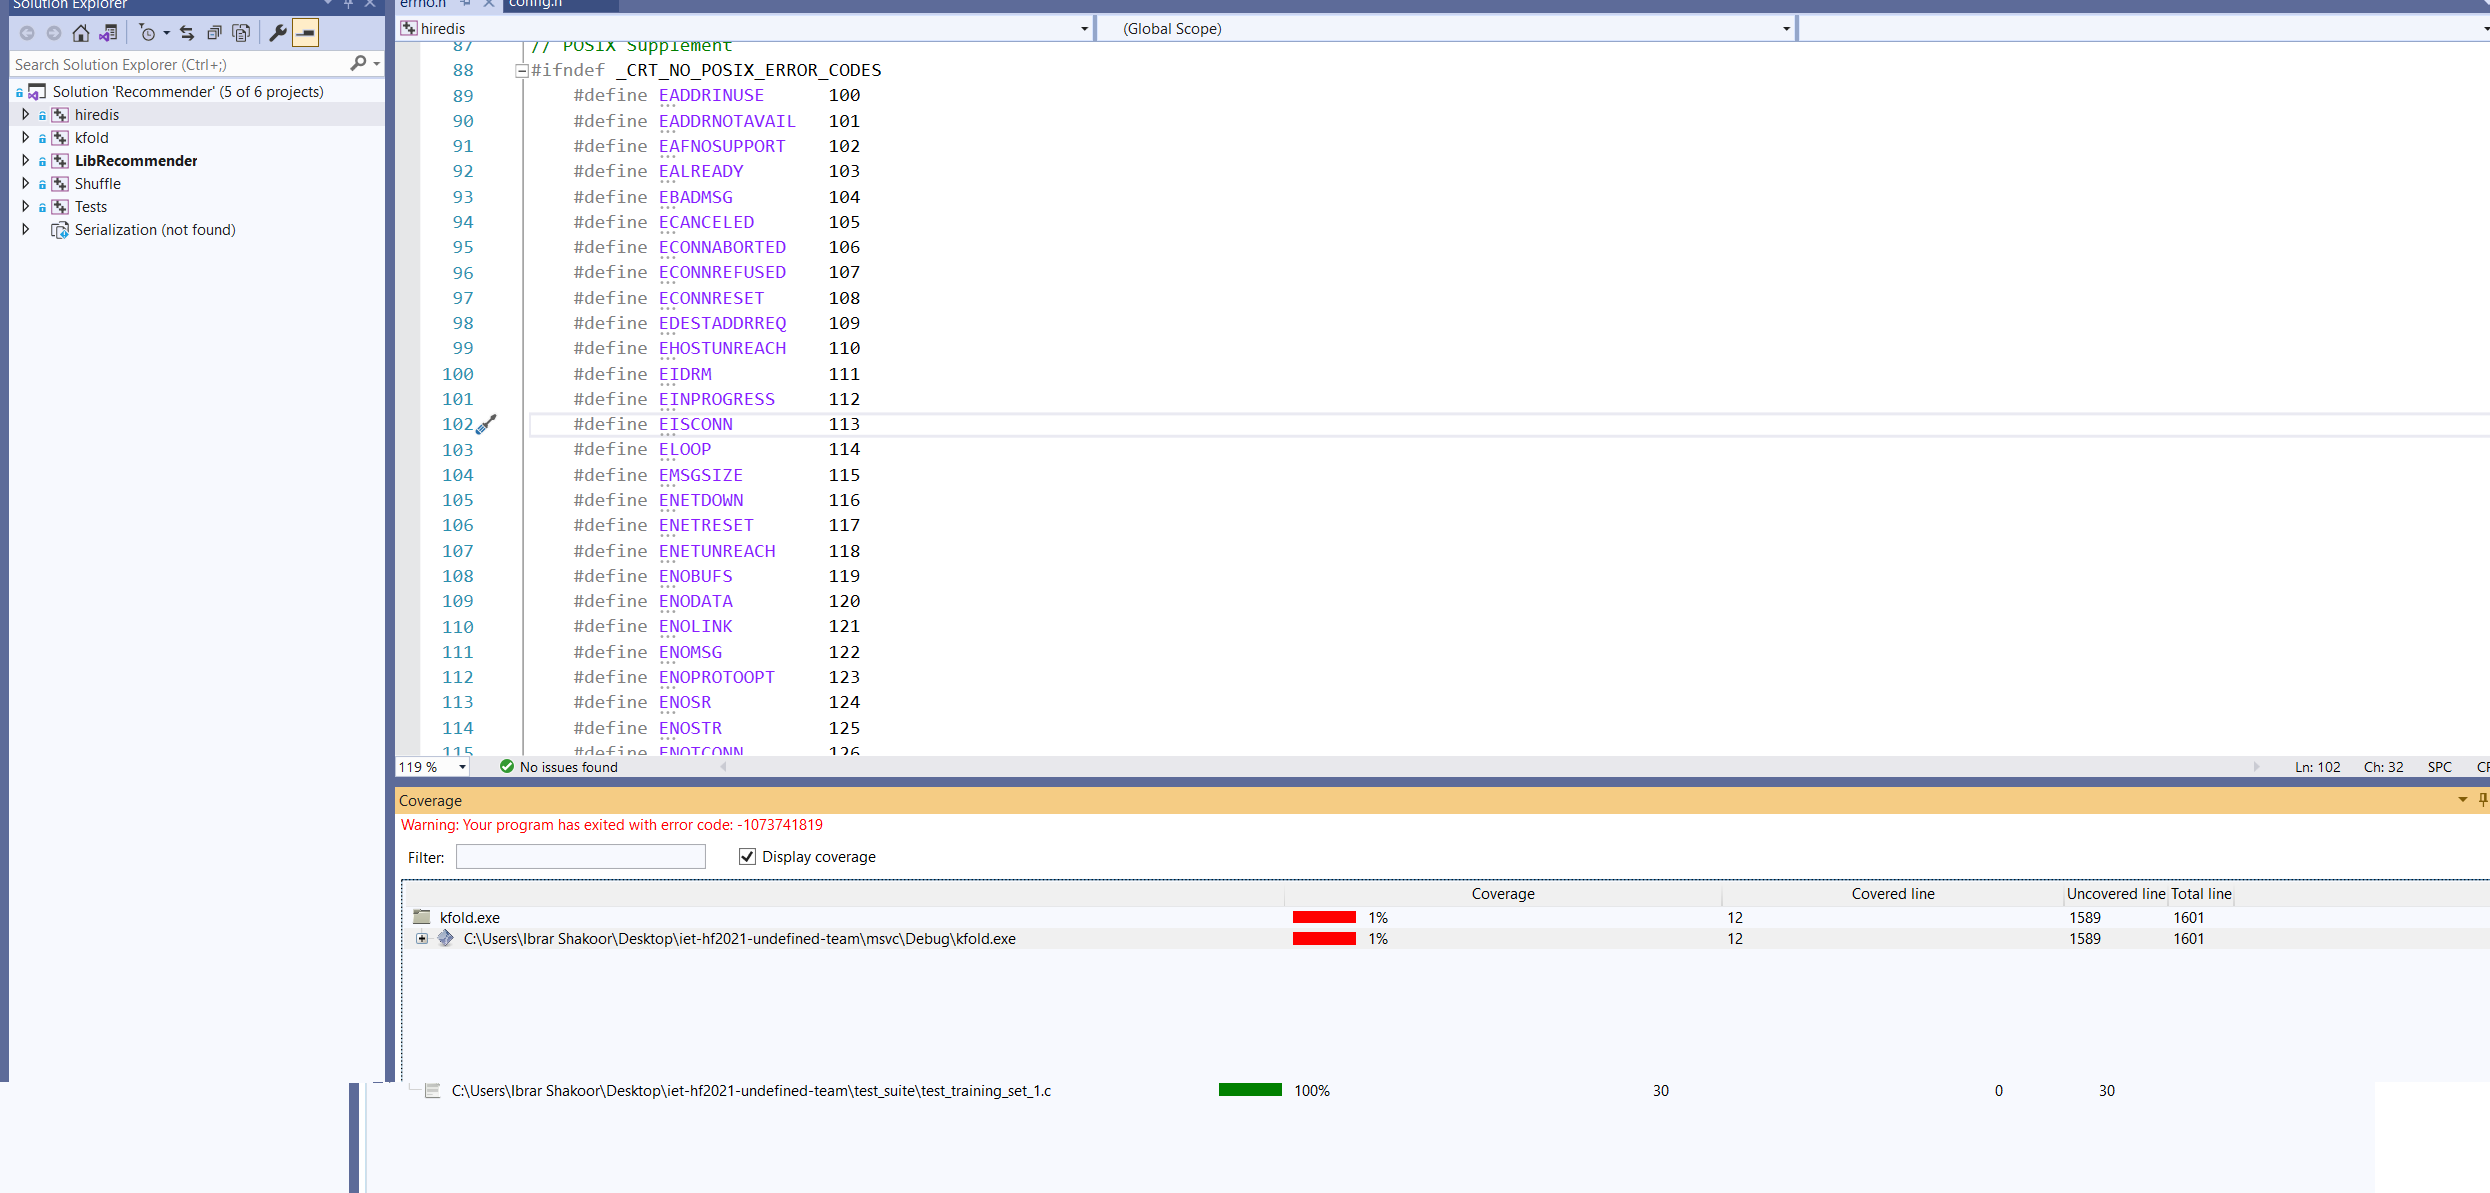 Solution Explorer
Search Solution Explorer (Ctrl+;)
Solution 'Recommender' (5 of 6 projects)
hiredis
kfold
LibRecommender
Shuffle
Tests
Serialization (not found)
errno.h config.h
hiredis (Global Scope)
87 // POSIX Supplement
88 #ifndef _CRT_NO_POSIX_ERROR_CODES
89 #define EADDRINUSE 100
90 #define EADDRNOTAVAIL 101
91 #define EAFNOSUPPORT 102
92 #define EALREADY 103
93 #define EBADMSG 104
94 #define ECANCELED 105
95 #define ECONNABORTED 106
96 #define ECONNREFUSED 107
97 #define ECONNRESET 108
98 #define EDESTADDRREQ 109
99 #define EHOSTUNREACH 110
100 #define EIDRM 111
101 #define EINPROGRESS 112
102 #define EISCONN 113
103 #define ELOOP 114
104 #define EMSGSIZE 115
105 #define ENETDOWN 116
106 #define ENETRESET 117
107 #define ENETUNREACH 118
108 #define ENOBUFS 119
109 #define ENODATA 120
110 #define ENOLINK 121
111 #define ENOMSG 122
112 #define ENOPROTOOPT 123
113 #define ENOSR 124
114 #define ENOSTR 125
115 #define ENOTCONN 126
119 % No issues found Ln: 102 Ch: 32 SPC
Coverage
Warning: Your program has exited with error code: -1073741819
Filter: Display coverage
Coverage Covered line Uncovered line Total line
kfold.exe 1% 12 1589 1601
C:\Users\Ibrar Shakoor\Desktop\iet-hf2021-undefined-team\msvc\Debug\kfold.exe 1% 12 1589 1601
C:\Users\Ibrar Shakoor\Desktop\iet-hf2021-undefined-team\test_suite\test_training_set_1.c 100% 30 0 30